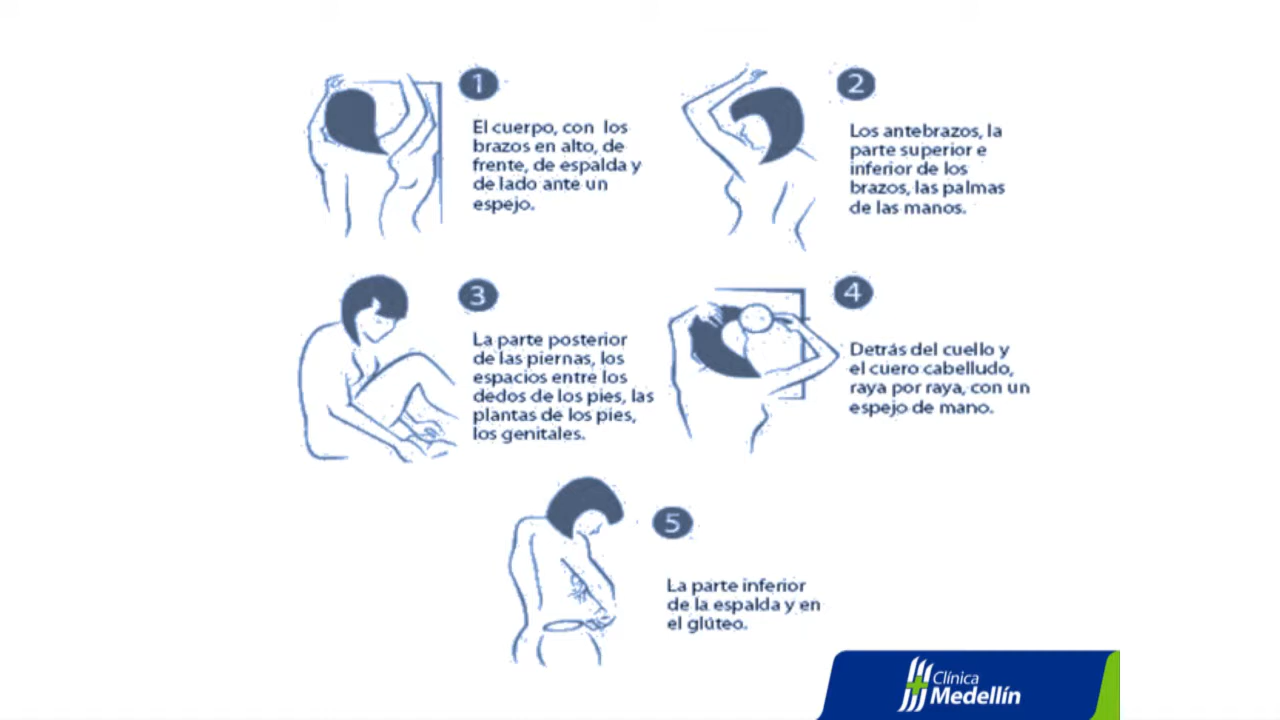 1
El cuerpo, con los
brazos en alto, de
frente, de espalda y
de lado ante un
espejo.
2
Los antebrazos, la
parte superior e
inferior de los
brazos, las palmas
de las manos.
3
La parte posterior
de las piernas, los
espacios entre los
dedos de los pies, las
plantas de los pies,
los genitales.
4
Detrás del cuello y
el cuero cabelludo,
raya por raya, con un
espejo de mano.
5
La parte inferior
de la espalda y en
el glúteo.
Clínica
Medellín